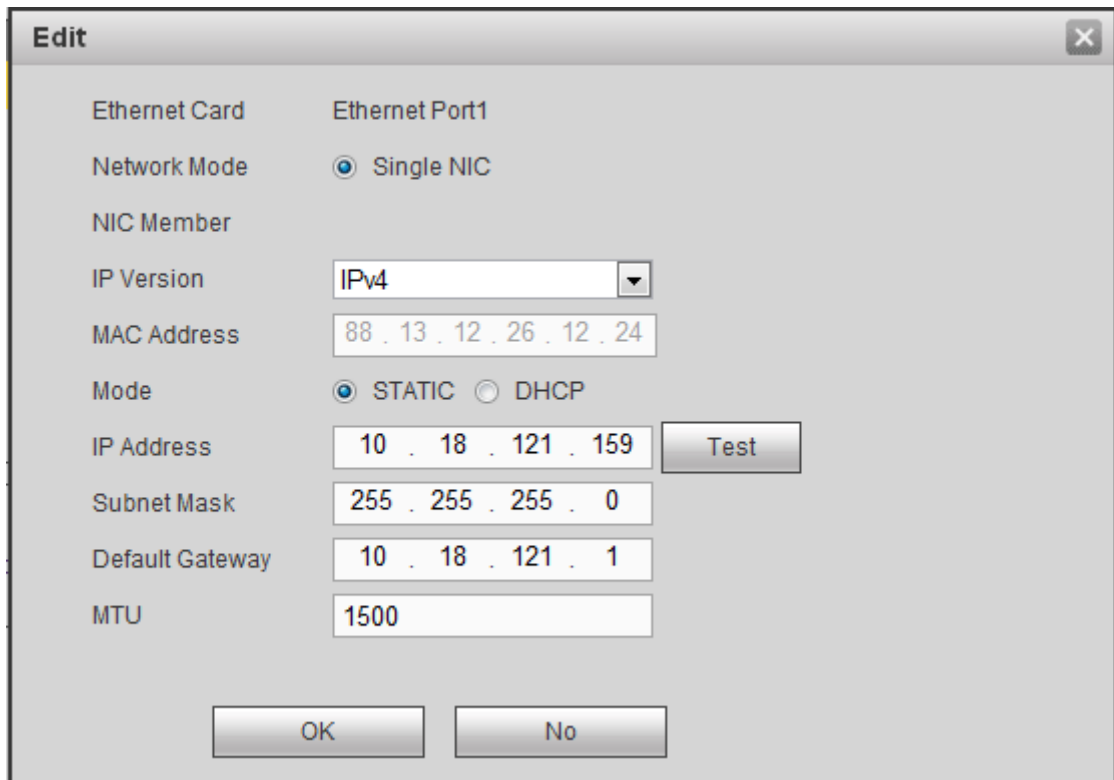 Edit
Ethernet Card Ethernet Port1
Network Mode Single NIC
NIC Member
IP Version IPv4
MAC Address 88 . 13 . 12 . 26 . 12 . 24
Mode STATIC DHCP
IP Address 10 . 18 . 121 . 159 Test
Subnet Mask 255 . 255 . 255 . 0
Default Gateway 10 . 18 . 121 . 1
MTU 1500
OK No